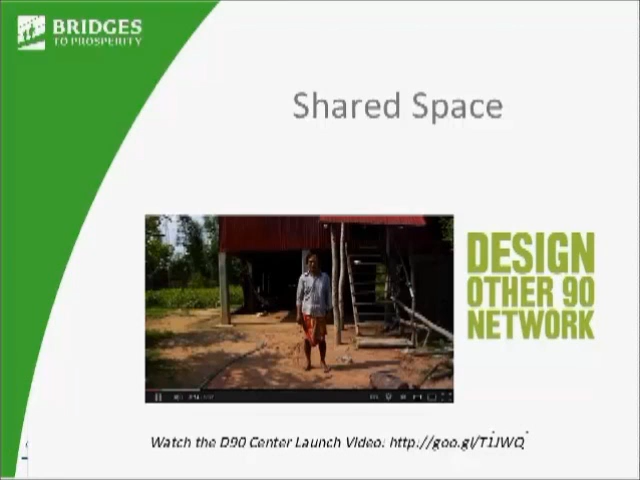 BRIDGES
TO PROSPERITY
Shared Space
DESIGN
OTHER 90
NETWORK
Watch the D90 Center Launch Video: http://goo.gl/T1JWQ